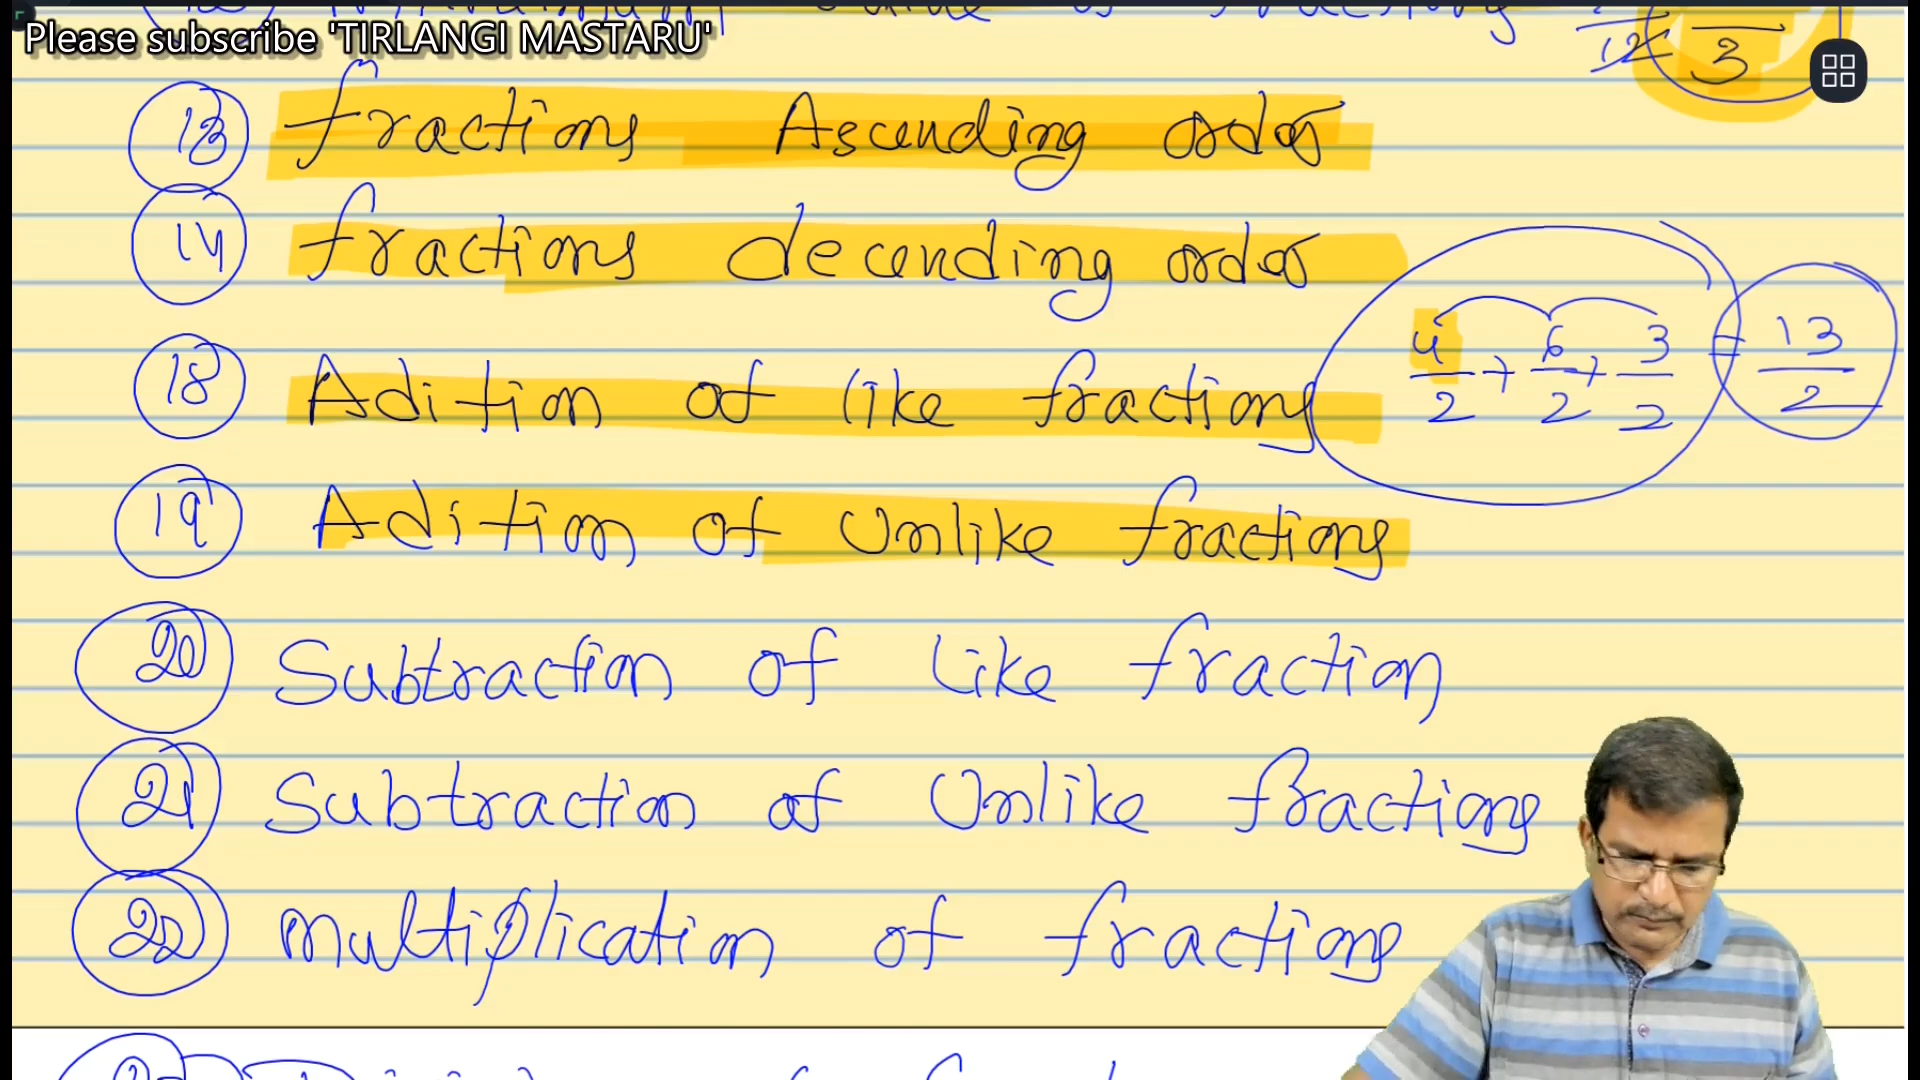 Please subscribe 'TIRLANGI MASTARU'
12 3
13 fractions Ascending order
14 fractions decending order
4/2 + 6/2 + 3/2 = 13/2
18 Adition of like fractions
19 Adition of Unlike fractions
20 Subtraction of Like fraction
21 Subtraction of Unlike fractions
22 multiplication of fractions